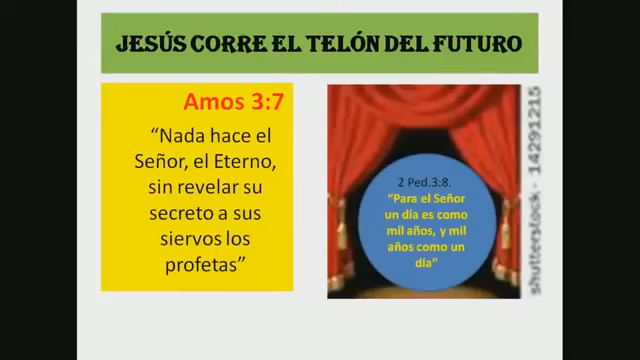 JESÚS CORRE EL TELÓN DEL FUTURO
Amos 3:7
“Nada hace el
Señor, el Eterno,
sin revelar su
secreto a sus
siervos los
profetas”
2 Ped.3:8.
“Para el Señor
un día es como
mil años, y mil
años como un
día”
shutterstock - 14291215